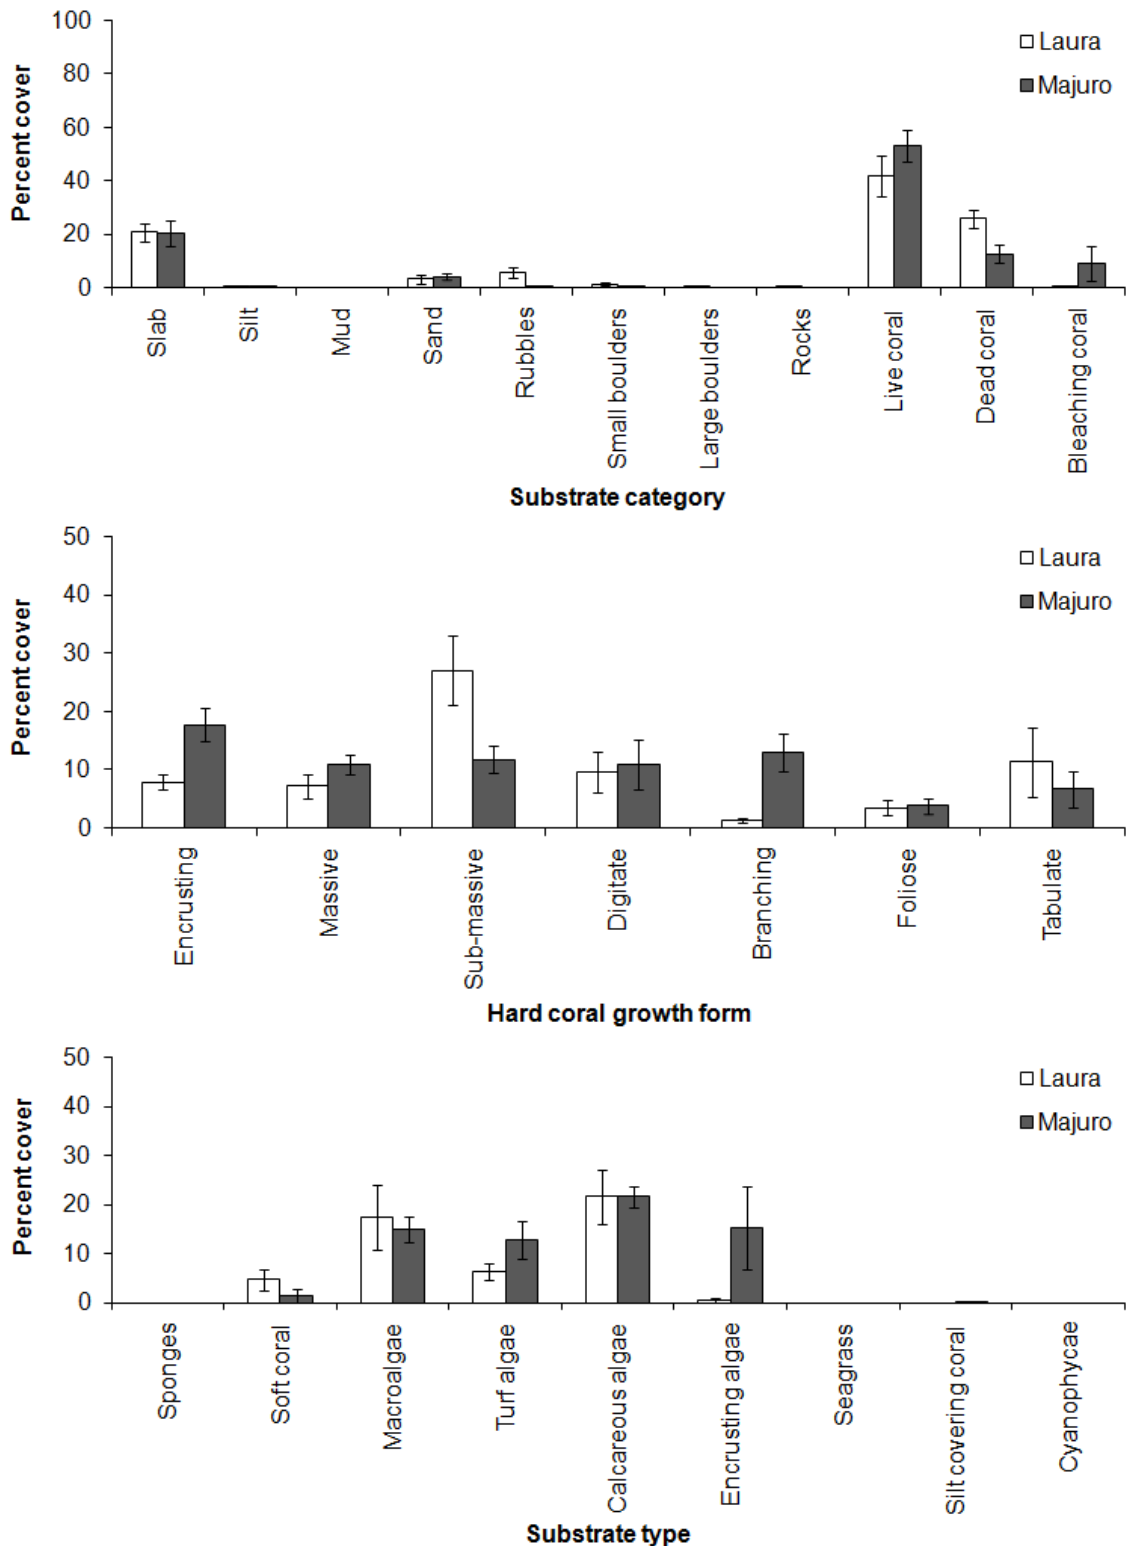 Percent cover
100
80
60
40
20
0
Laura
Majuro
Slab
Silt
Mud
Sand
Rubbles
Small boulders
Large boulders
Rocks
Live coral
Dead coral
Bleaching coral
Substrate category
Percent cover
50
40
30
20
10
0
Laura
Majuro
Encrusting
Massive
Sub-massive
Digitate
Branching
Foliose
Tabulate
Hard coral growth form
Percent cover
50
40
30
20
10
0
Laura
Majuro
Sponges
Soft coral
Macroalgae
Turf algae
Calcareous algae
Encrusting algae
Seagrass
Silt covering coral
Cyanophycae
Substrate type